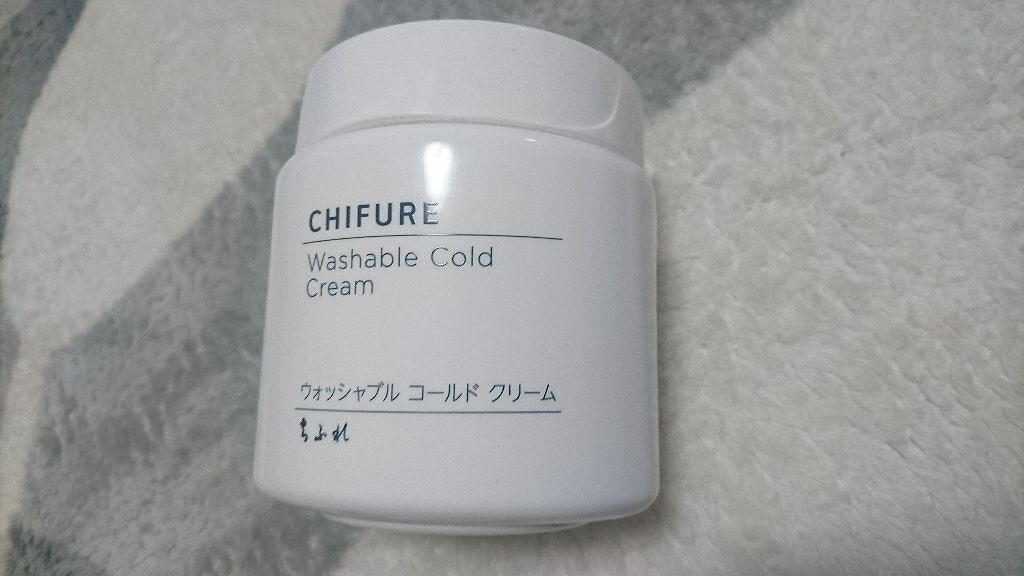 CHIFURE
Washable Cold
Cream
ウォッシャブル コールド クリーム
ちふれ